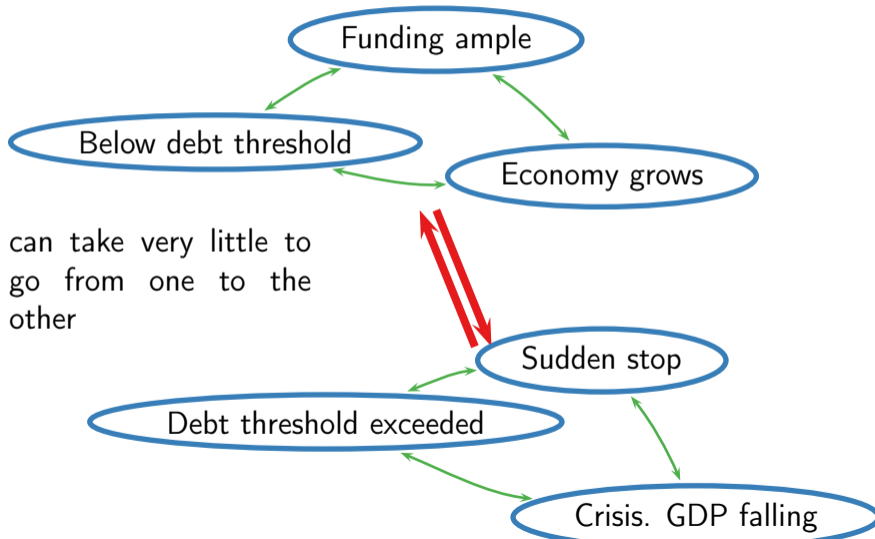 Funding ample
Below debt threshold
Economy grows
can take very little to
go from one to the
other
Sudden stop
Debt threshold exceeded
Crisis. GDP falling